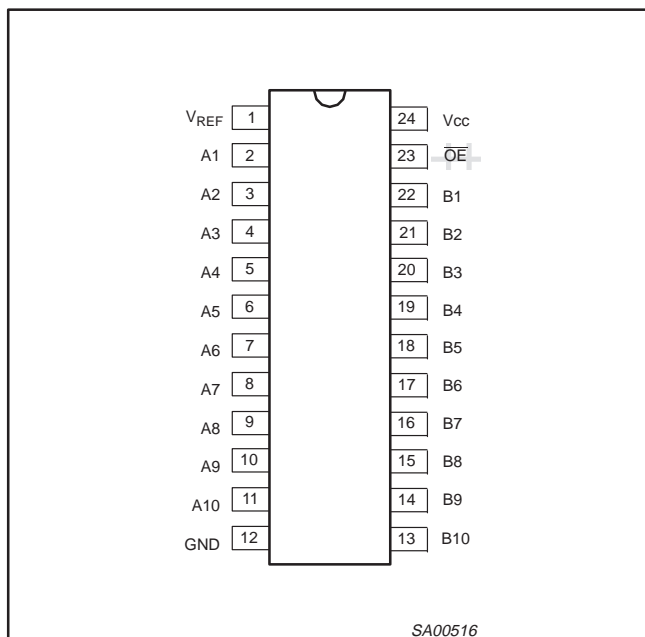 VREF 1 24 Vcc
A1 2 23 OE
A2 3 22 B1
A3 4 21 B2
A4 5 20 B3
A5 6 19 B4
A6 7 18 B5
A7 8 17 B6
A8 9 16 B7
A9 10 15 B8
A10 11 14 B9
GND 12 13 B10
SA00516